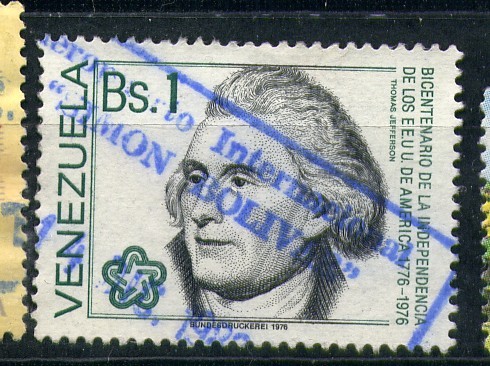 VENEZUELA
Bs.1
BICENTENARIO DE LA INDEPENDENCIA
DE LOS EE.UU. DE AMERICA 1776-1976
THOMAS JEFFERSON
BUNDESDRUCKEREI 1976
Internacional
"SIMON BOLIVAR"